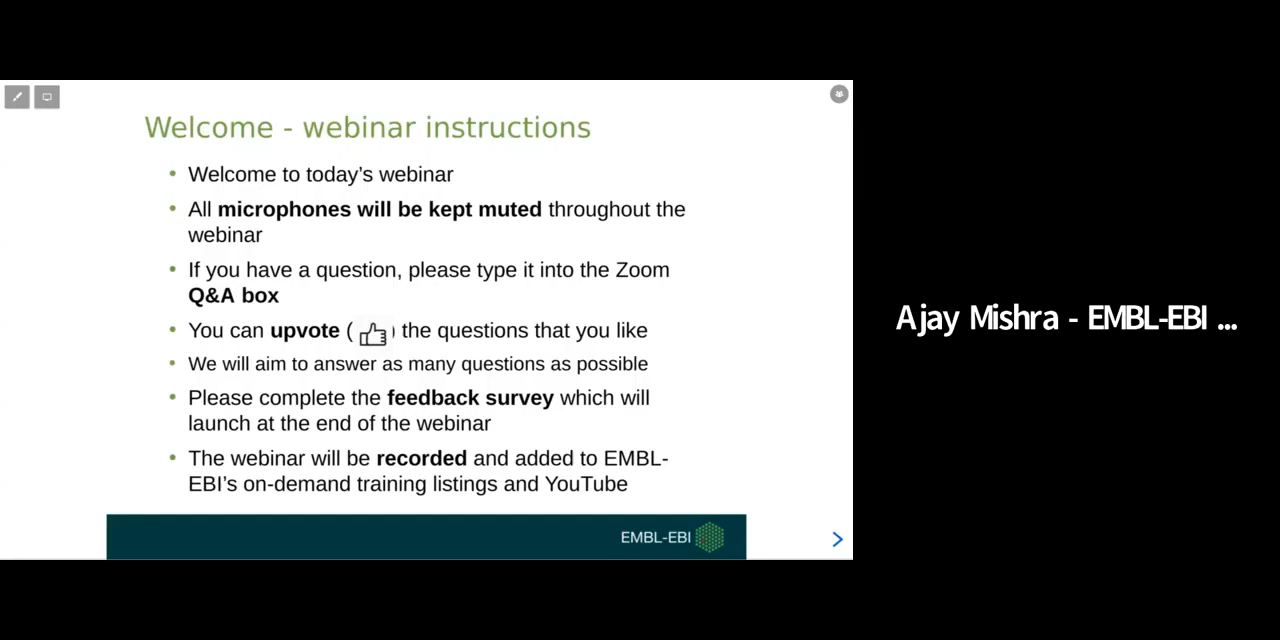 Welcome - webinar instructions
• Welcome to today’s webinar
• All microphones will be kept muted throughout the
webinar
• If you have a question, please type it into the Zoom
Q&A box
• You can upvote ( ) the questions that you like
• We will aim to answer as many questions as possible
• Please complete the feedback survey which will
launch at the end of the webinar
• The webinar will be recorded and added to EMBL-
EBI’s on-demand training listings and YouTube
EMBL-EBI
Ajay Mishra - EMBL-EBI ...